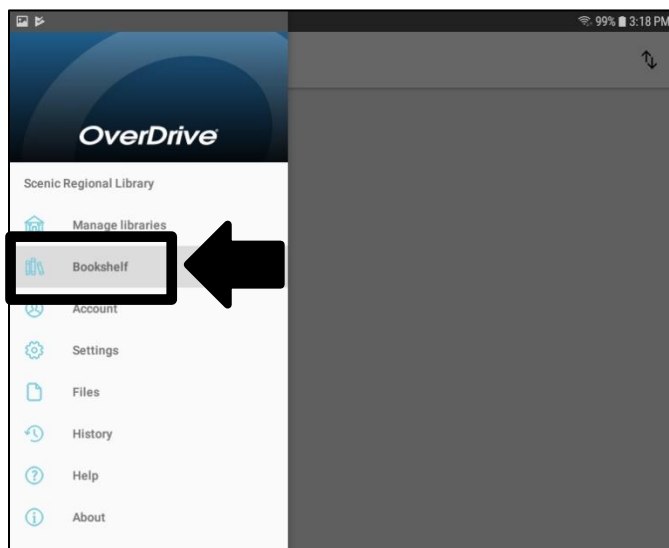 99% 3:18 PM
OverDrive
Scenic Regional Library
Manage libraries
Bookshelf
Account
Settings
Files
History
Help
About